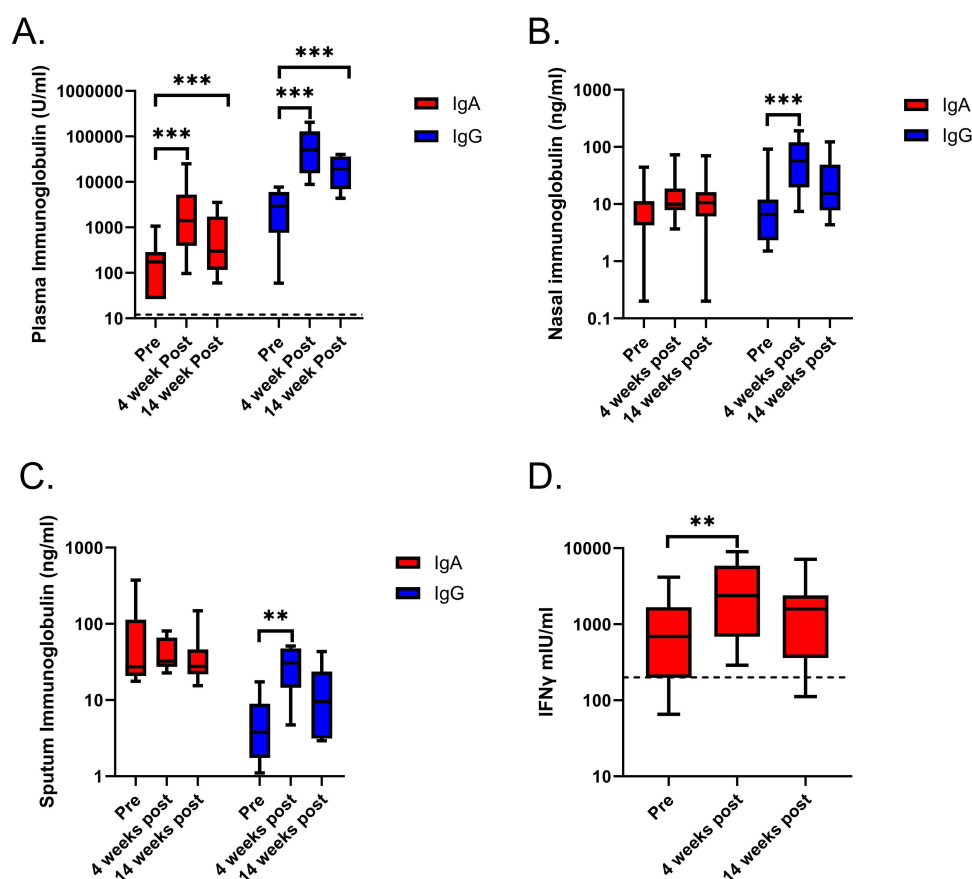 A.
Plasma Immunoglobulin (U/ml)
1000000
100000
10000
1000
100
10
***
***
***
***
Pre
4 week Post
14 week Post
Pre
4 week Post
14 week Post
IgA
IgG
B.
Nasal immunoglobulin (ng/ml)
1000
100
10
1
0.1
***
Pre
4 weeks post
14 weeks post
Pre
4 weeks post
14 weeks post
IgA
IgG
C.
Sputum Immunoglobulin (ng/ml)
1000
100
10
1
**
Pre
4 weeks post
14 weeks post
Pre
4 weeks post
14 weeks post
IgA
IgG
D.
IFNγ mIU/ml
10000
1000
100
10
**
Pre
4 weeks post
14 weeks post